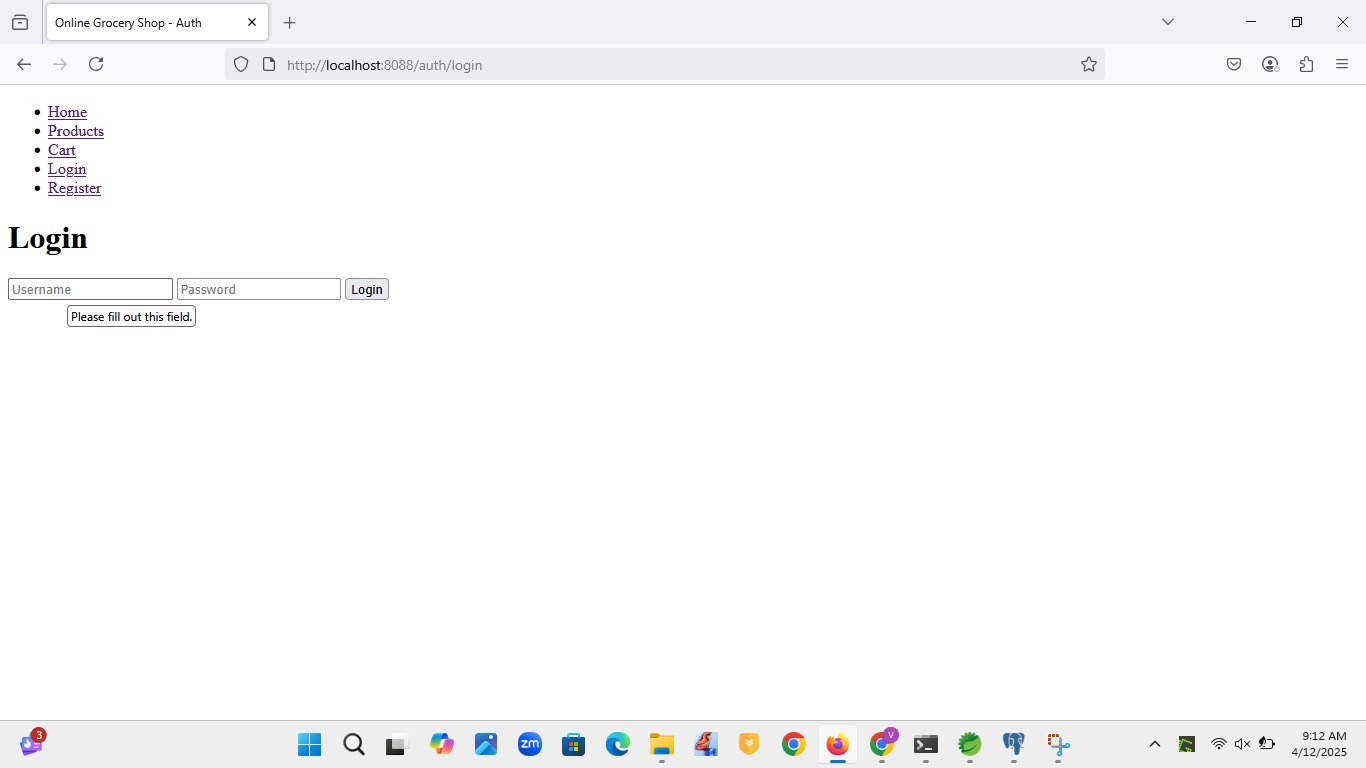 Online Grocery Shop - Auth
http://localhost:8088/auth/login
Home
Products
Cart
Login
Register
Login
Username Password Login
Please fill out this field.
3
zm
V
9:12 AM
4/12/2025